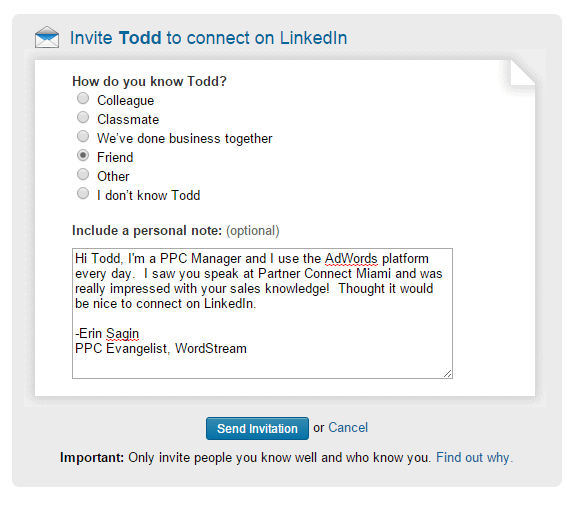 Invite Todd to connect on LinkedIn
How do you know Todd?
Colleague
Classmate
We've done business together
Friend
Other
I don't know Todd
Include a personal note: (optional)
Hi Todd, I'm a PPC Manager and I use the AdWords platform
every day.  I saw you speak at Partner Connect Miami and was
really impressed with your sales knowledge!  Thought it would
be nice to connect on LinkedIn.
-Erin Sagin
PPC Evangelist, WordStream
Send Invitation or Cancel
Important: Only invite people you know well and who know you. Find out why.